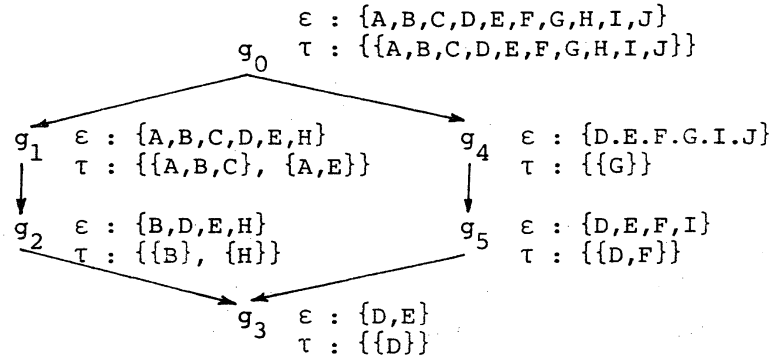 ε : {A,B,C,D,E,F,G,H,I,J}
g0 τ : {{A,B,C,D,E,F,G,H,I,J}}
g1 ε : {A,B,C,D,E,H}
τ : {{A,B,C}, {A,E}}
g4 ε : {D.E.F.G.I.J}
τ : {{G}}
g2 ε : {B,D,E,H}
τ : {{B}, {H}}
g5 ε : {D,E,F,I}
τ : {{D,F}}
g3 ε : {D,E}
τ : {{D}}